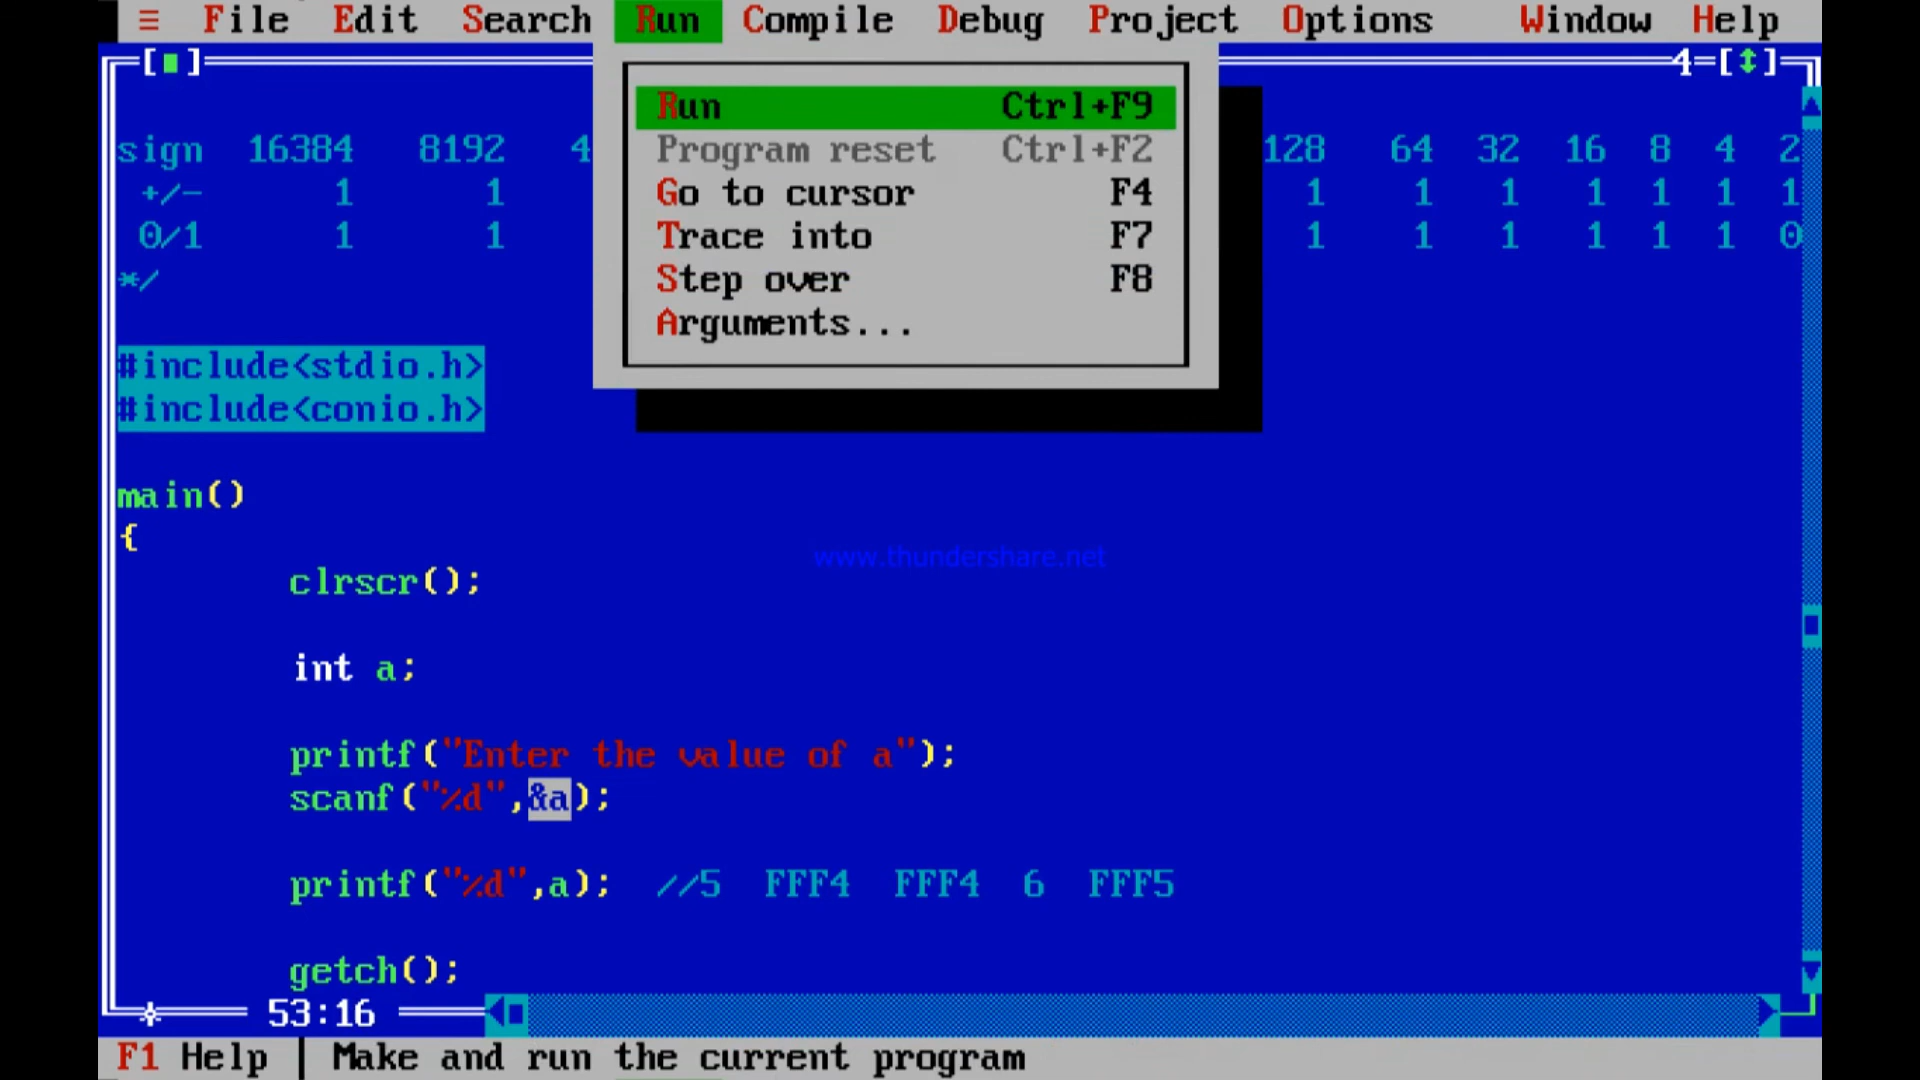 ≡ File Edit Search Run Compile Debug Project Options Window Help
[■] 4=[↕]
Run Ctrl+F9
Program reset Ctrl+F2
Go to cursor F4
Trace into F7
Step over F8
Arguments...
sign 16384 8192 4 128 64 32 16 8 4 2
+/- 1 1 1 1 1 1 1 1 1
0/1 1 1 1 1 1 1 1 1 0
*/
#include<stdio.h>
#include<conio.h>
main()
{
clrscr();
www.thundershare.net
int a;
printf("Enter the value of a");
scanf("%d",&a);
printf("%d",a); //5 FFF4 FFF4 6 FFF5
getch();
53:16
F1 Help | Make and run the current program